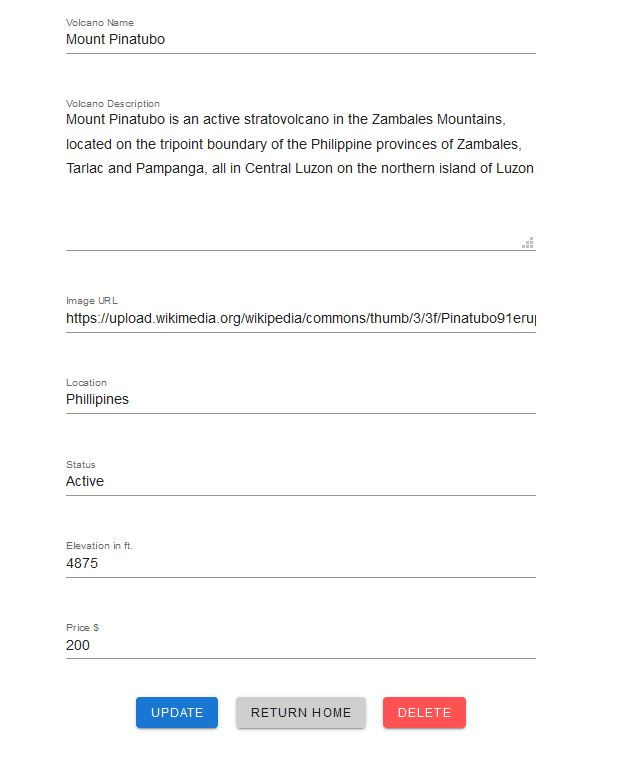 Volcano Name
Mount Pinatubo
Volcano Description
Mount Pinatubo is an active stratovolcano in the Zambales Mountains,
located on the tripoint boundary of the Philippine provinces of Zambales,
Tarlac and Pampanga, all in Central Luzon on the northern island of Luzon
Image URL
https://upload.wikimedia.org/wikipedia/commons/thumb/3/3f/Pinatubo91eru
Location
Phillipines
Status
Active
Elevation in ft.
4875
Price $
200
UPDATE RETURN HOME DELETE